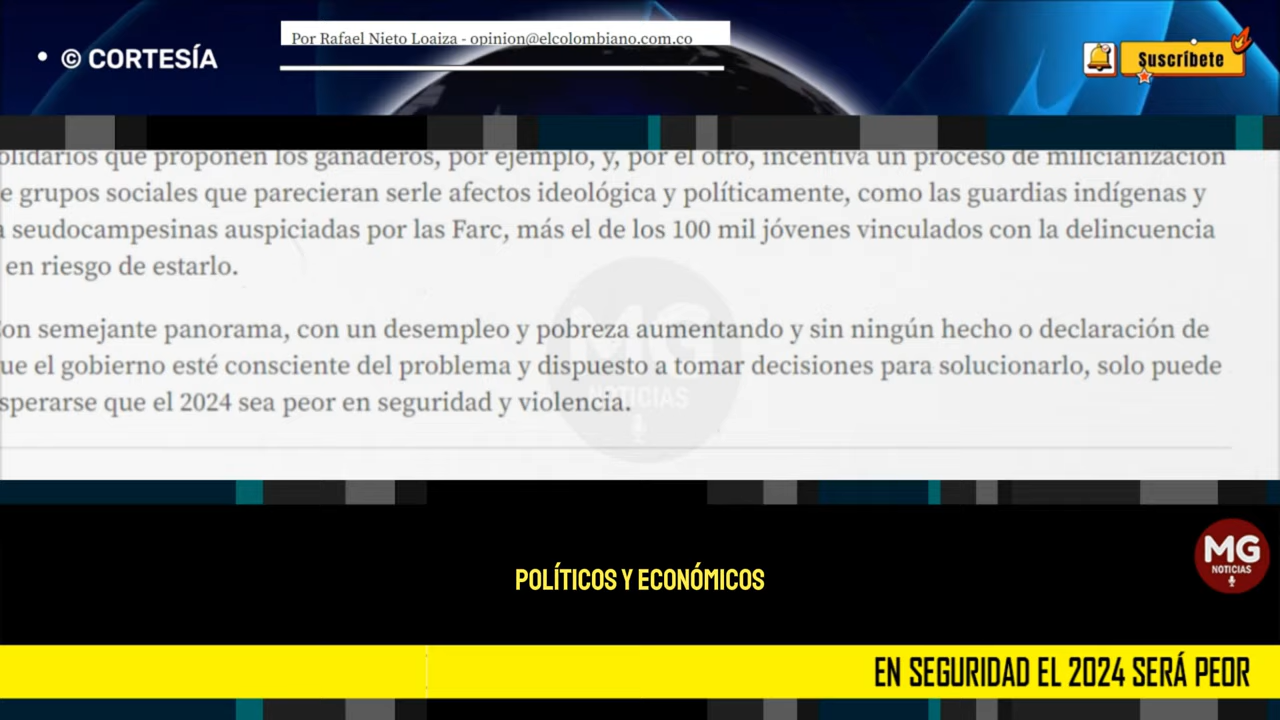 • © CORTESÍA
Por Rafael Nieto Loaiza - opinion@elcolombiano.com.co
Suscríbete
olidarios que proponen los ganaderos, por ejemplo, y, por el otro, incentiva un proceso de milicianización
e grupos sociales que parecieran serle afectos ideológica y políticamente, como las guardias indígenas y
a seudocampesinas auspiciadas por las Farc, más el de los 100 mil jóvenes vinculados con la delincuencia
en riesgo de estarlo.
on semejante panorama, con un desempleo y pobreza aumentando y sin ningún hecho o declaración de
ue el gobierno esté consciente del problema y dispuesto a tomar decisiones para solucionarlo, solo puede
sperarse que el 2024 sea peor en seguridad y violencia.
MG
NOTICIAS
POLÍTICOS Y ECONÓMICOS
MG
NOTICIAS
EN SEGURIDAD EL 2024 SERÁ PEOR